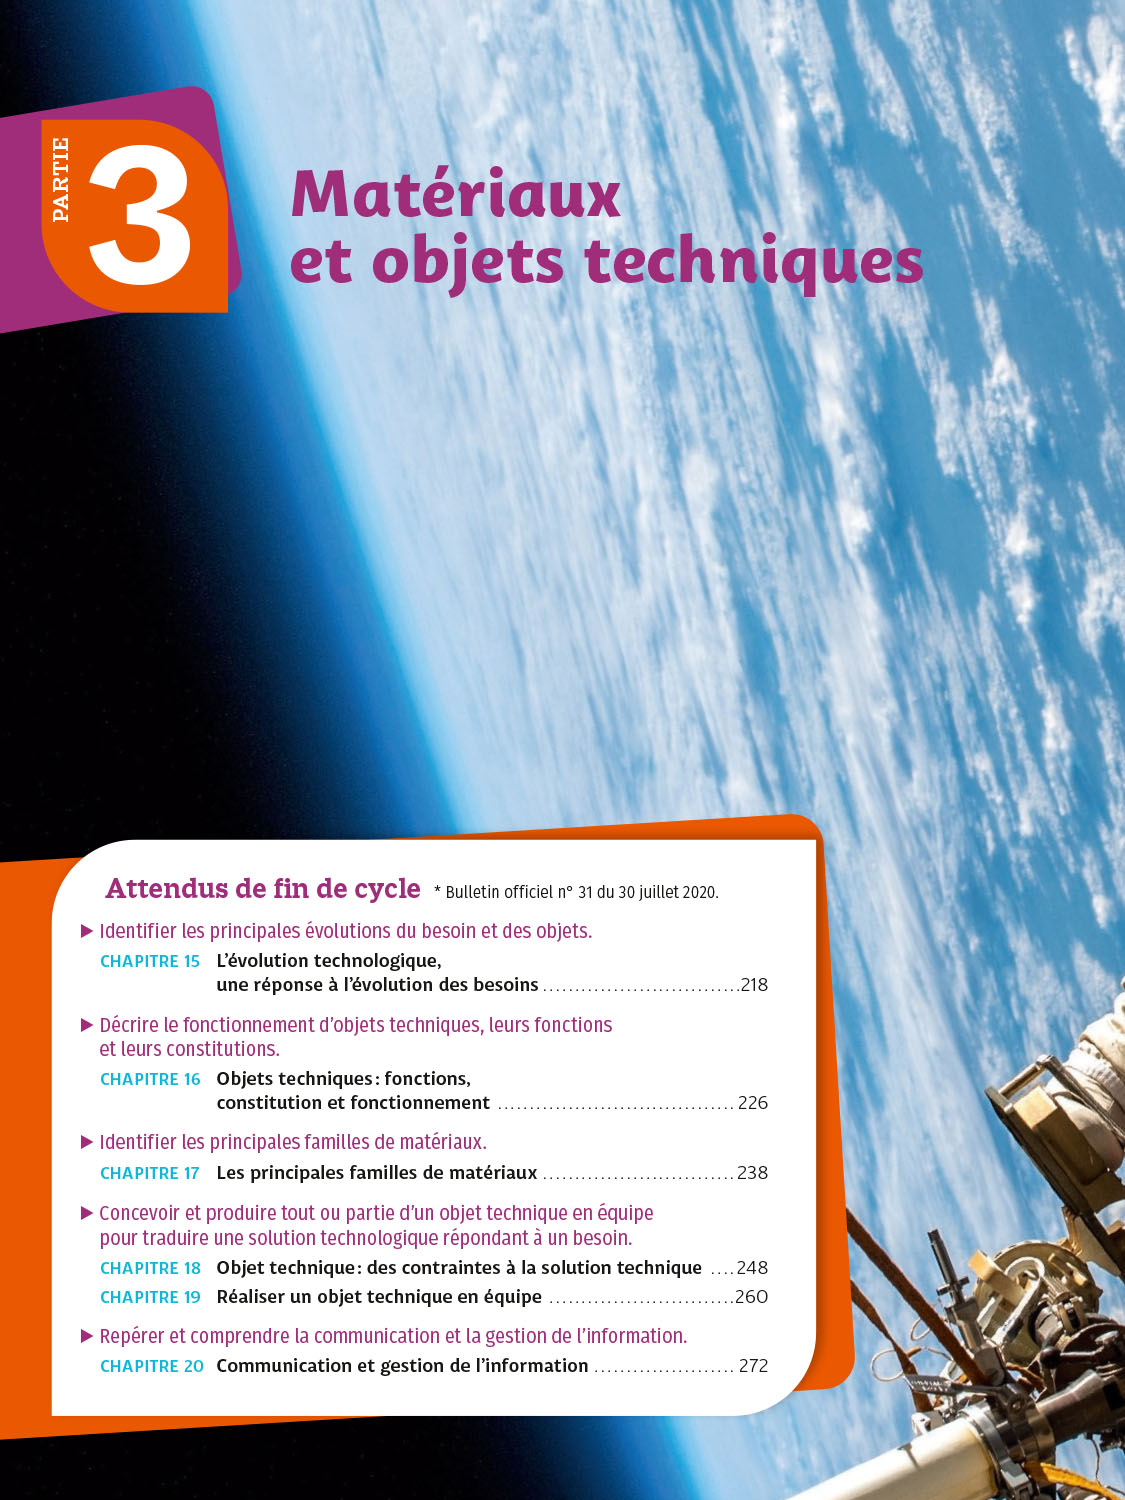 PARTIE
3
Matériaux
et objets techniques
Attendus de fin de cycle * Bulletin officiel n° 31 du 30 juillet 2020.
▶ Identifier les principales évolutions du besoin et des objets.
CHAPITRE 15 L’évolution technologique,
une réponse à l’évolution des besoins ...............................218
▶ Décrire le fonctionnement d’objets techniques, leurs fonctions
et leurs constitutions.
CHAPITRE 16 Objets techniques : fonctions,
constitution et fonctionnement ..................................... 226
▶ Identifier les principales familles de matériaux.
CHAPITRE 17 Les principales familles de matériaux .............................. 238
▶ Concevoir et produire tout ou partie d’un objet technique en équipe
pour traduire une solution technologique répondant à un besoin.
CHAPITRE 18 Objet technique : des contraintes à la solution technique ....248
CHAPITRE 19 Réaliser un objet technique en équipe .............................260
▶ Repérer et comprendre la communication et la gestion de l’information.
CHAPITRE 20 Communication et gestion de l’information ...................... 272